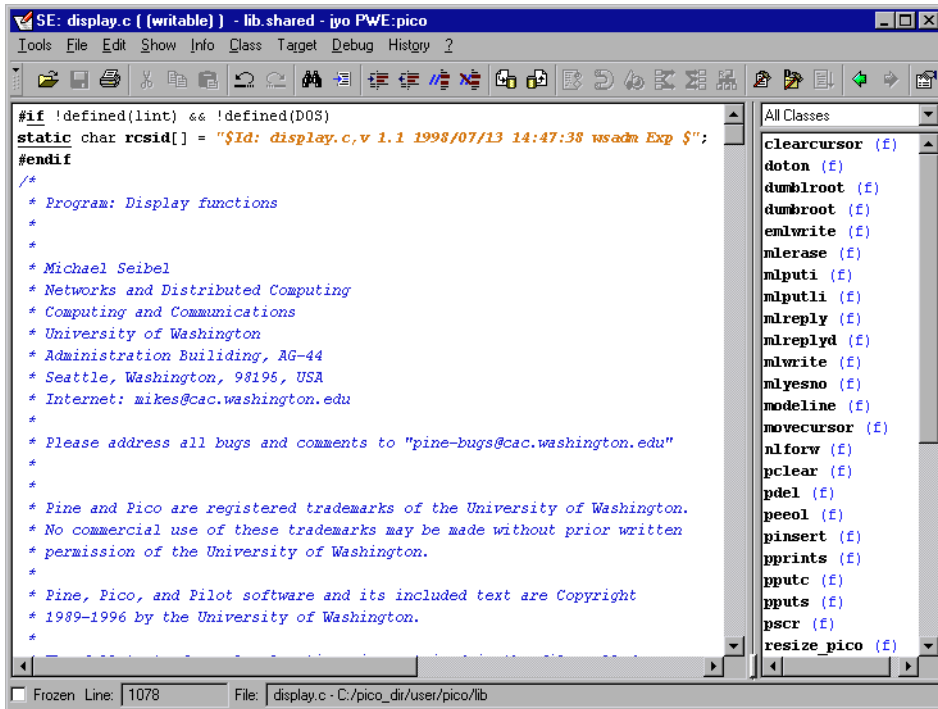 SE: display.c ( (writable) ) - lib.shared - jyo PWE:pico
Tools File Edit Show Info Class Target Debug History ?
#if !defined(lint) && !defined(DOS)
static char rcsid[] = "$Id: display.c,v 1.1 1998/07/13 14:47:38 wsadm Exp $";
#endif
/*
* Program: Display functions
*
*
* Michael Seibel
* Networks and Distributed Computing
* Computing and Communications
* University of Washington
* Administration Builiding, AG-44
* Seattle, Washington, 98195, USA
* Internet: mikes@cac.washington.edu
*
* Please address all bugs and comments to "pine-bugs@cac.washington.edu"
*
*
* Pine and Pico are registered trademarks of the University of Washington.
* No commercial use of these trademarks may be made without prior written
* permission of the University of Washington.
*
* Pine, Pico, and Pilot software and its included text are Copyright
* 1989-1996 by the University of Washington.
*
All Classes
clearcursor (f)
doton (f)
dumblroot (f)
dumbroot (f)
emlwrite (f)
mlerase (f)
mlputi (f)
mlputli (f)
mlreply (f)
mlreplyd (f)
mlwrite (f)
mlyesno (f)
modeline (f)
movecursor (f)
nlforw (f)
pclear (f)
pdel (f)
peeol (f)
pinsert (f)
pprints (f)
pputc (f)
pputs (f)
pscr (f)
resize_pico (f)
Frozen Line: 1078 File: display.c - C:/pico_dir/user/pico/lib